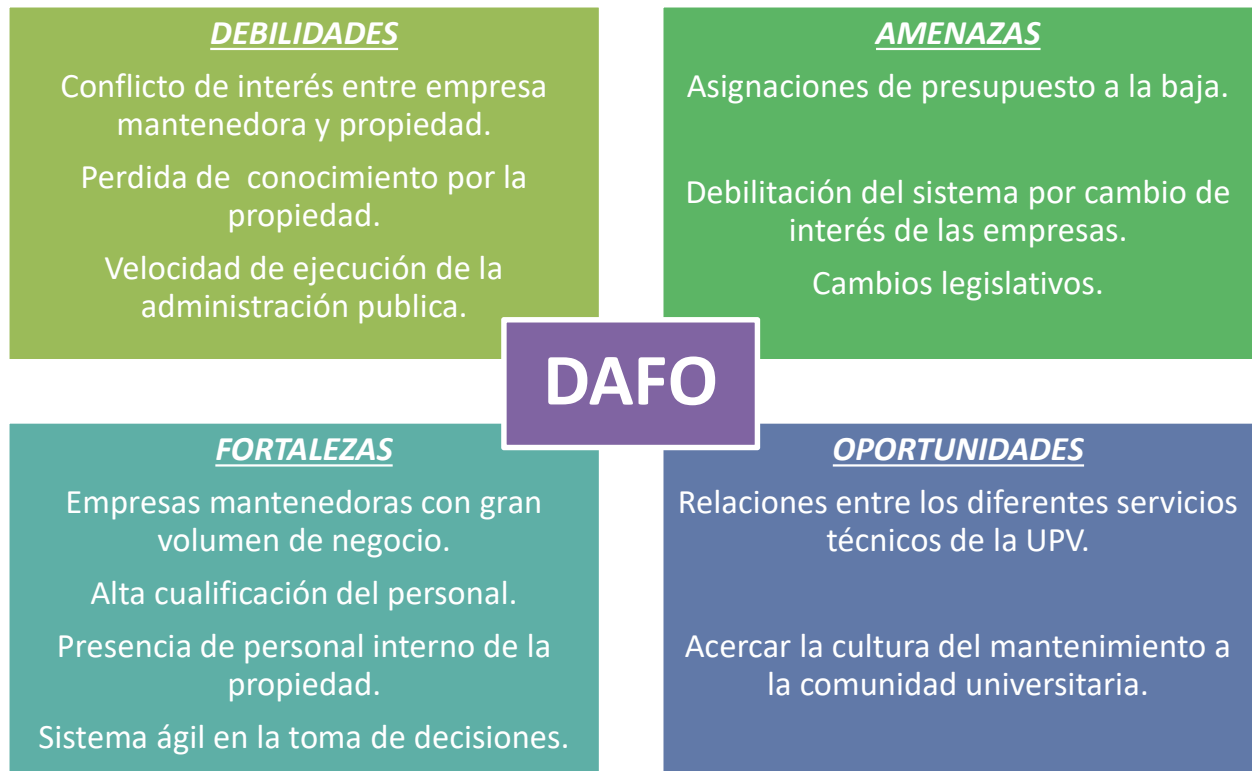 DEBILIDADES
Conflicto de interés entre empresa
mantenedora y propiedad.
Perdida de conocimiento por la
propiedad.
Velocidad de ejecución de la
administración publica.
AMENAZAS
Asignaciones de presupuesto a la baja.
Debilitación del sistema por cambio de
interés de las empresas.
Cambios legislativos.
DAFO
FORTALEZAS
Empresas mantenedoras con gran
volumen de negocio.
Alta cualificación del personal.
Presencia de personal interno de la
propiedad.
Sistema ágil en la toma de decisiones.
OPORTUNIDADES
Relaciones entre los diferentes servicios
técnicos de la UPV.
Acercar la cultura del mantenimiento a
la comunidad universitaria.